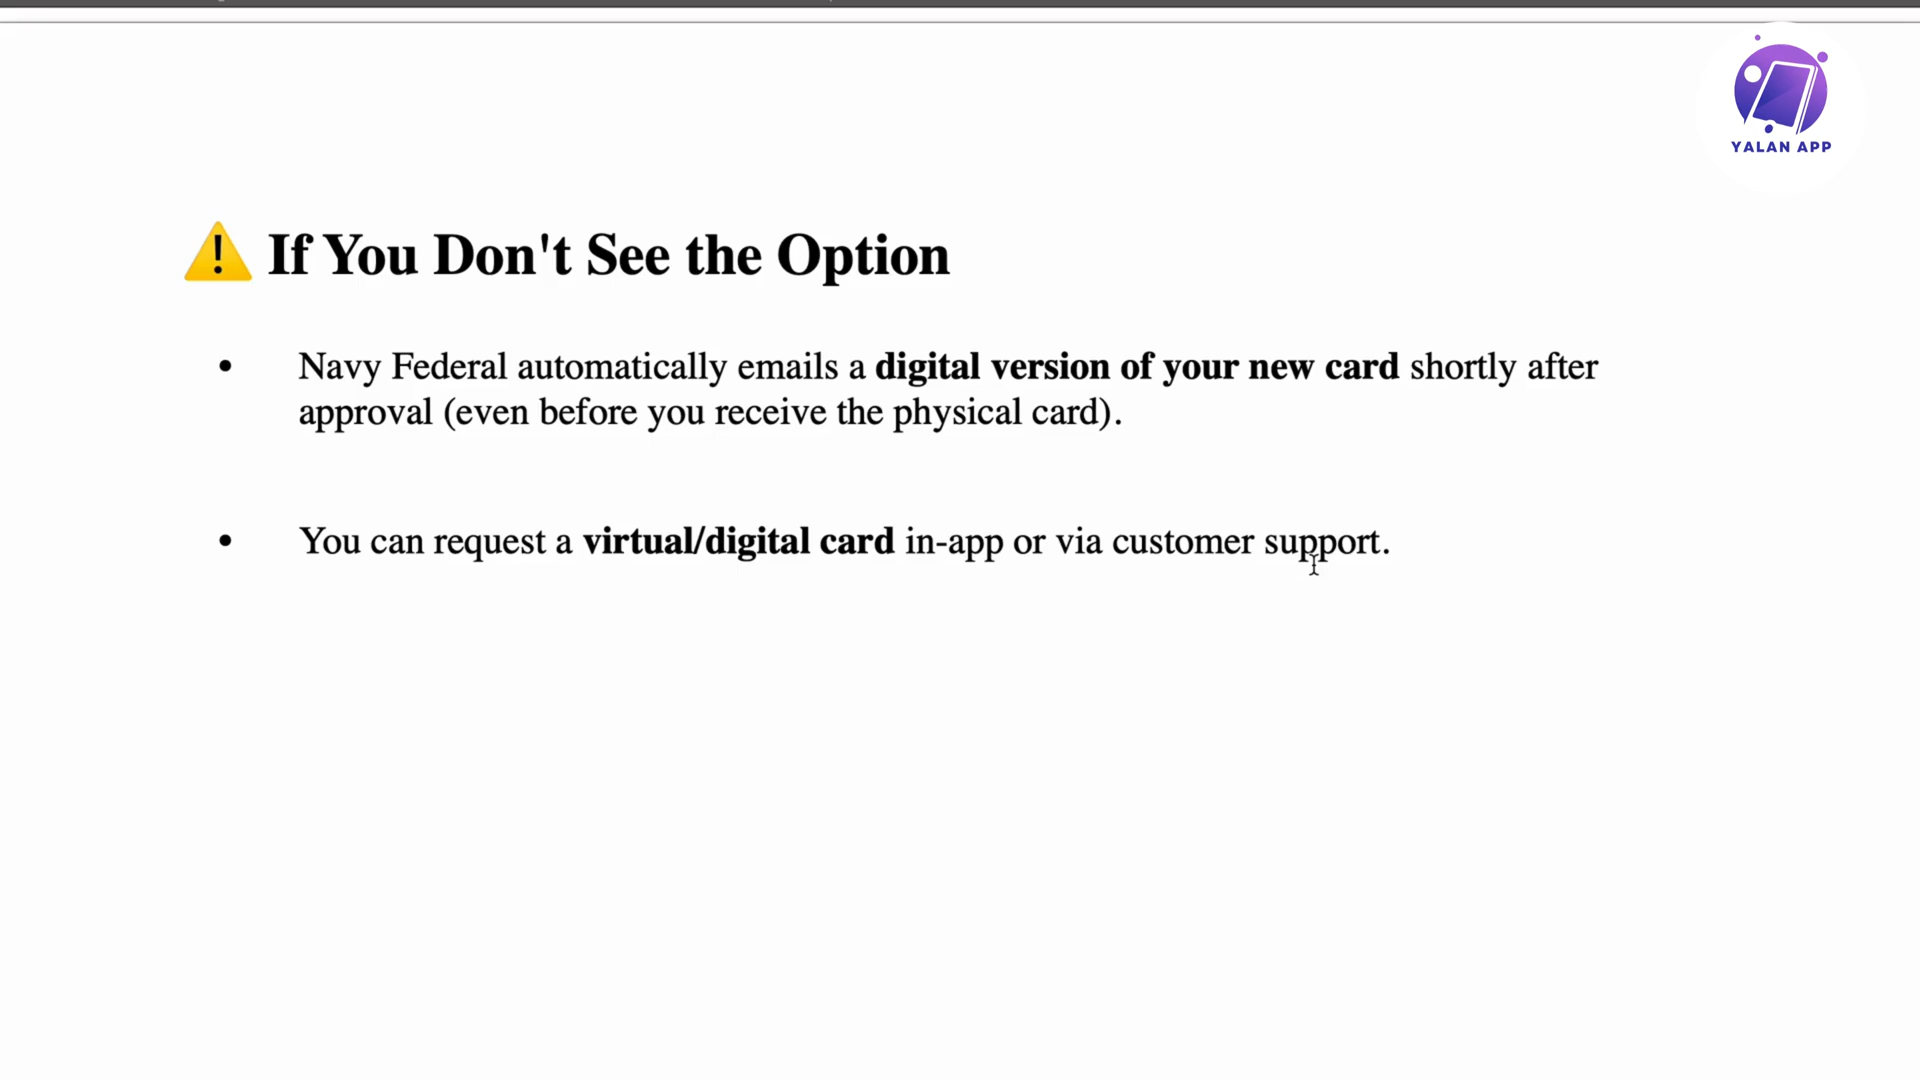 YALAN APP
⚠️ If You Don't See the Option
• Navy Federal automatically emails a digital version of your new card shortly after
approval (even before you receive the physical card).
• You can request a virtual/digital card in-app or via customer support.